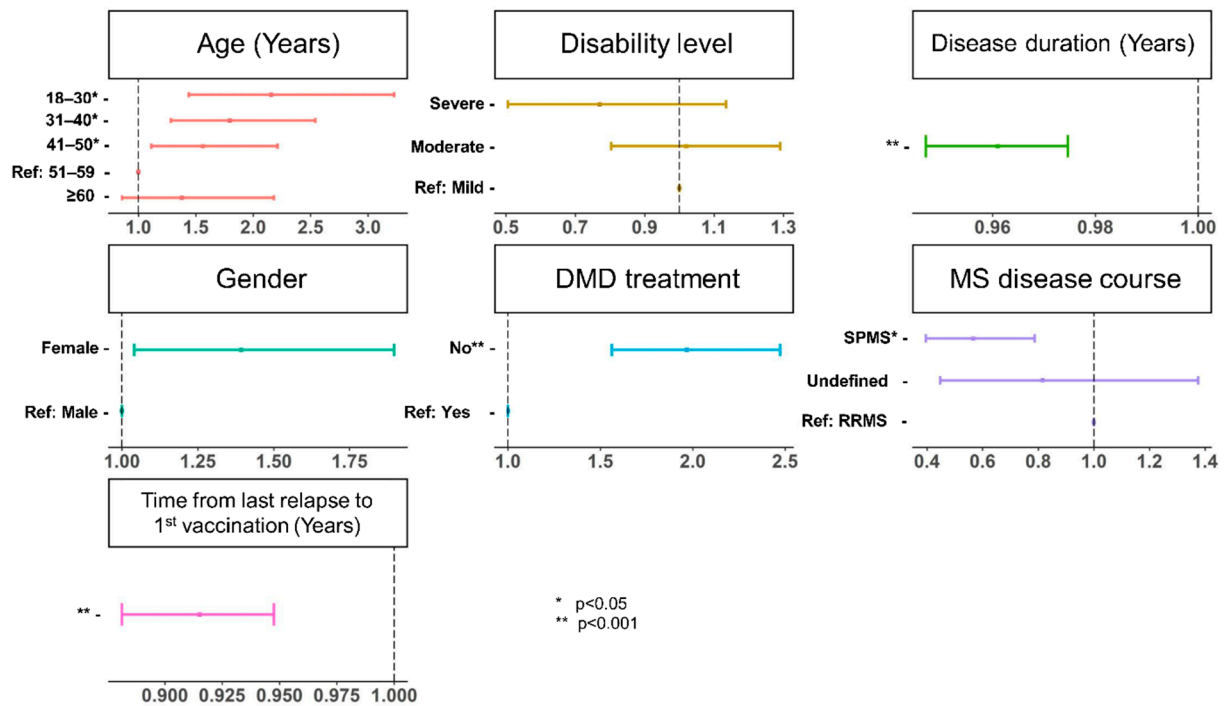 Age (Years)
18–30*
31–40*
41–50*
Ref: 51–59
≥60
1.0 1.5 2.0 2.5 3.0
Disability level
Severe
Moderate
Ref: Mild
0.5 0.7 0.9 1.1 1.3
Disease duration (Years)
**
0.96 0.98 1.00
Gender
Female
Ref: Male
1.00 1.25 1.50 1.75
DMD treatment
No**
Ref: Yes
1.0 1.5 2.0 2.5
MS disease course
SPMS*
Undefined
Ref: RRMS
0.4 0.6 0.8 1.0 1.2 1.4
Time from last relapse to
1st vaccination (Years)
**
0.900 0.925 0.950 0.975 1.000
* p<0.05
** p<0.001